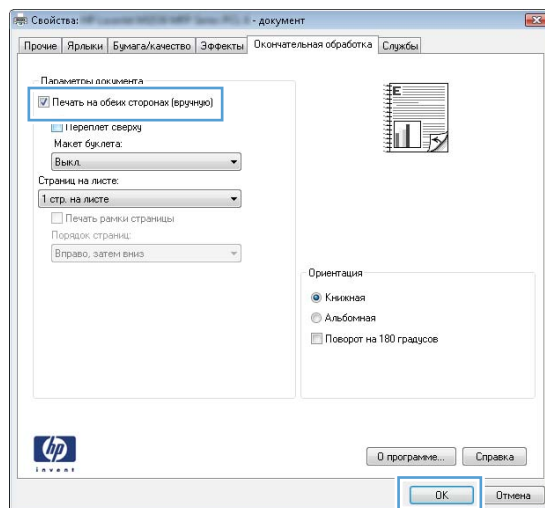 Свойства: - документ
Прочие Ярлыки Бумага/качество Эффекты Окончательная обработка Службы
Параметры документа
Печать на обеих сторонах (вручную)
Переплет сверху
Макет буклета:
Выкл.
Страниц на листе:
1 стр. на листе
Печать рамки страницы
Порядок страниц:
Вправо, затем вниз
E
Ориентация
Книжная
Альбомная
Поворот на 180 градусов
hp
invent
О программе... Справка
OK Отмена